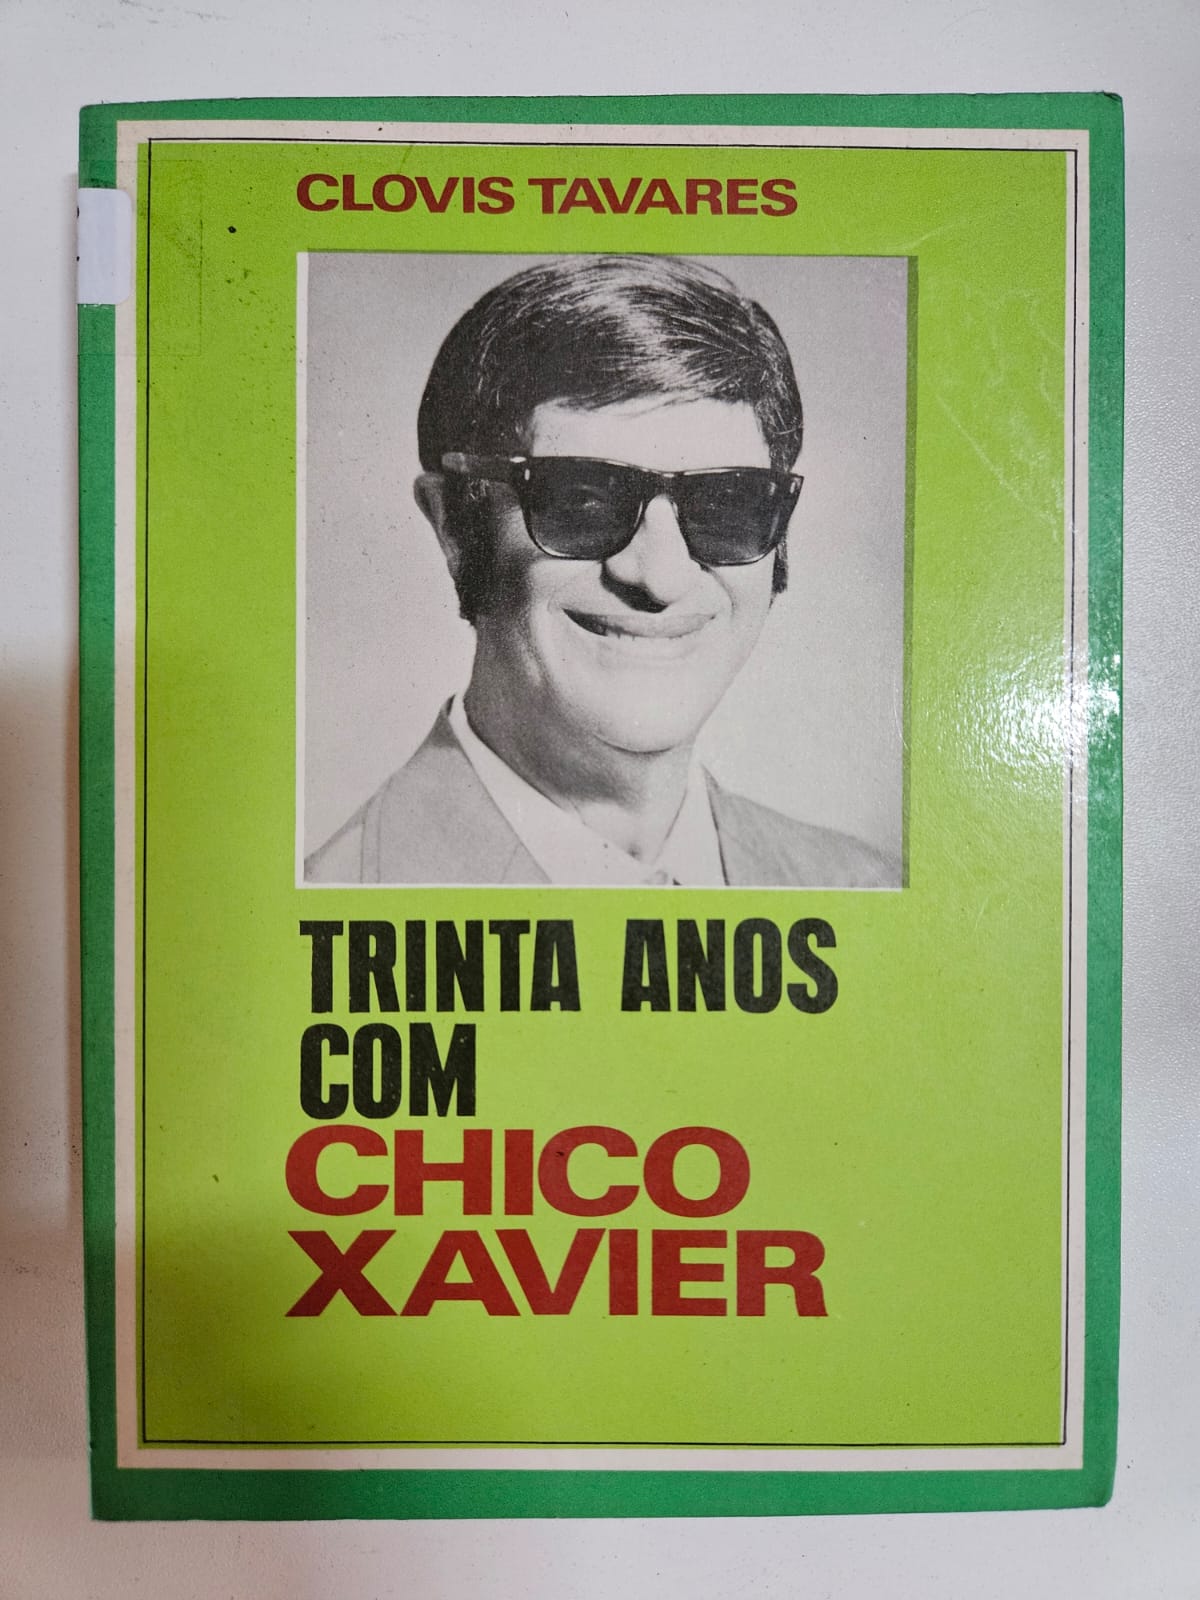 CLOVIS TAVARES
TRINTA ANOS
COM
CHICO
XAVIER